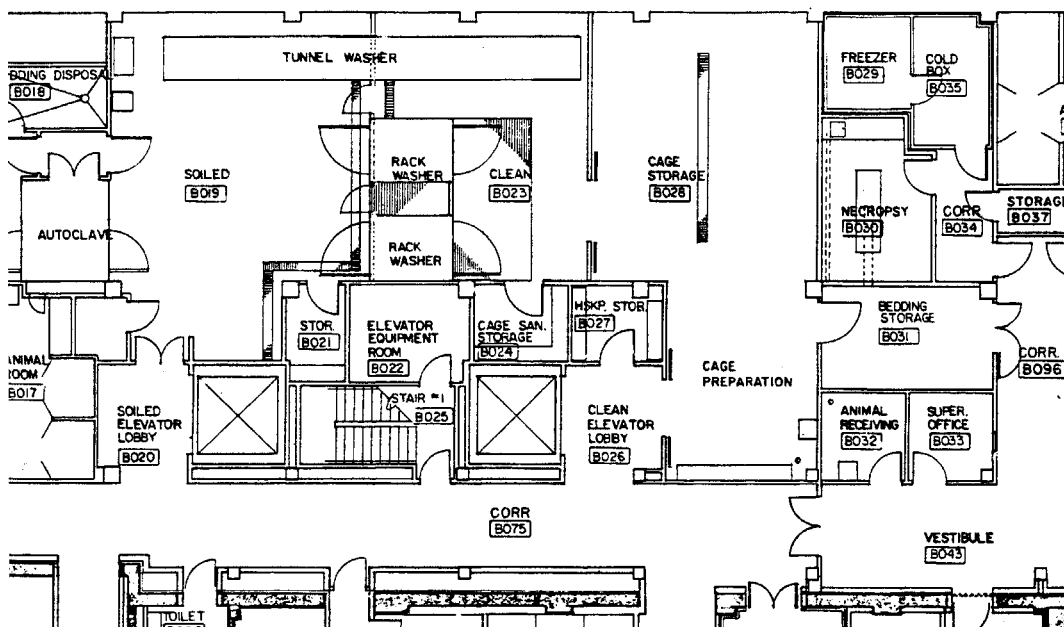 TUNNEL WASHER
FREEZER
B029
COLD
BOX
B035
DDING DISPOSA
B018
SOILED
B019
RACK
WASHER
CLEAN
B023
CAGE
STORAGE
B028
NECROPSY
B030
CORR
B034
STORAGE
B037
AUTOCLAVE
RACK
WASHER
STOR.
B021
ELEVATOR
EQUIPMENT
ROOM
B022
CAGE SAN.
STORAGE
B024
HSKP. STOR.
B027
BEDDING
STORAGE
B031
CORR.
B096
ANIMAL
ROOM
B017
CAGE
PREPARATION
SOILED
ELEVATOR
LOBBY
B020
STAIR #1
B025
CLEAN
ELEVATOR
LOBBY
B026
ANIMAL
RECEIVING
B032
SUPER.
OFFICE
B033
CORR
B075
VESTIBULE
B043
TOILET